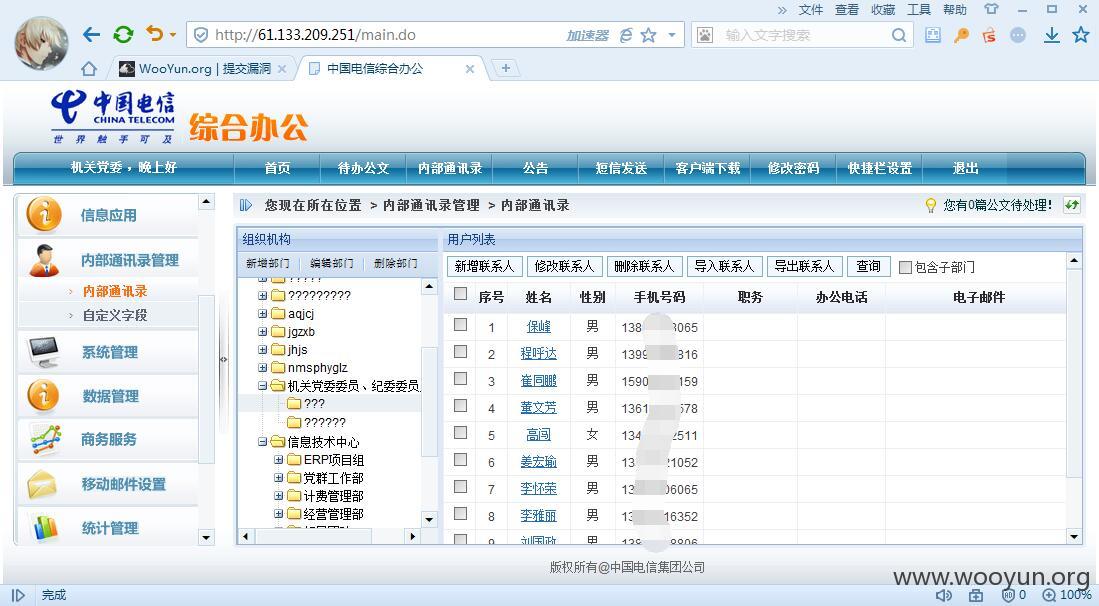 » 文件 查看 收藏 工具 帮助
http://61.133.209.251/main.do 加速器 输入文字搜索
WooYun.org | 提交漏洞 × 中国电信综合办公 × +
中国电信
CHINA TELECOM
世界触手可及
综合办公
机关党委，晚上好 首页 待办公文 内部通讯录 公告 短信发送 客户端下载 修改密码 快捷栏设置 退出
信息应用
内部通讯录管理
› 内部通讯录
› 自定义字段
系统管理
数据管理
商务服务
移动邮件设置
统计管理
您现在所在位置 > 内部通讯录管理 > 内部通讯录
您有0篇公文待处理!
组织机构
新增部门 编辑部门 删除部门
?????????
aqjcj
jgzxb
jhjs
nmsphyglz
机关党委委员、纪委委员
???
??????
信息技术中心
ERP项目组
党群工作部
计费管理部
经营管理部
用户列表
新增联系人 修改联系人 删除联系人 导入联系人 导出联系人 查询 包含子部门
序号 姓名 性别 手机号码 职务 办公电话 电子邮件
1 保峰 男 138 8065
2 程呼达 男 1399 816
3 崔同鹏 男 1590 159
4 董文芳 男 1361 578
5 高闯 女 134 2511
6 姜宏瑜 男 13 21052
7 李怀荣 男 13 06065
8 李雅丽 男 13 16352
9 刘国政 男 138 8806
版权所有@中国电信集团公司
www.wooyun.org
完成
0 100%